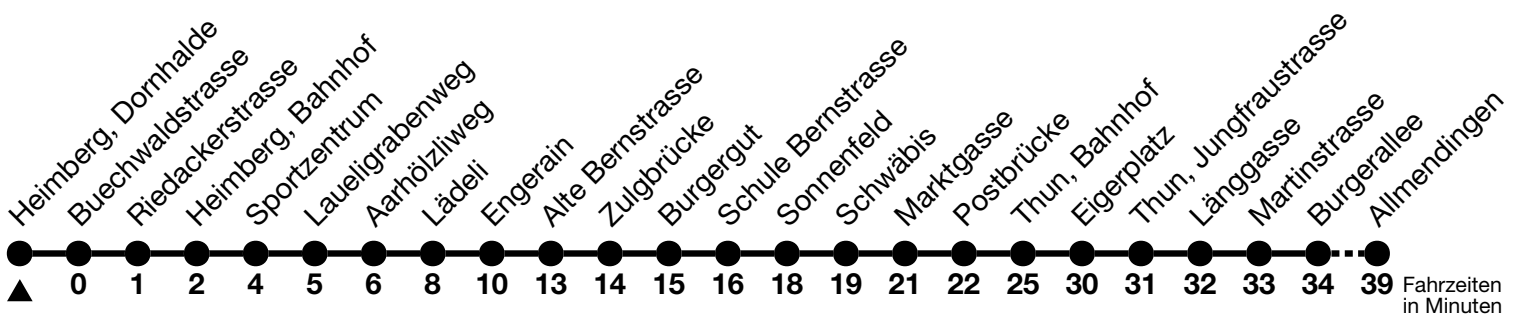 Heimberg, Dornhalde
Buechwaldstrasse
Riedackerstrasse
Heimberg, Bahnhof
Sportzentrum
Laueligrabenweg
Aarhölzliweg
Lädeli
Engerain
Alte Bernstrasse
Zulgbrücke
Burgergut
Schule Bernstrasse
Sonnenfeld
Schwäbis
Marktgasse
Postbrücke
Thun, Bahnhof
Eigerplatz
Thun, Jungfraustrasse
Länggasse
Martinstrasse
Burgerallee
Allmendingen
0 1 2 4 5 6 8 10 13 14 15 16 18 19 21 22 25 30 31 32 33 34 39 Fahrzeiten
in Minuten